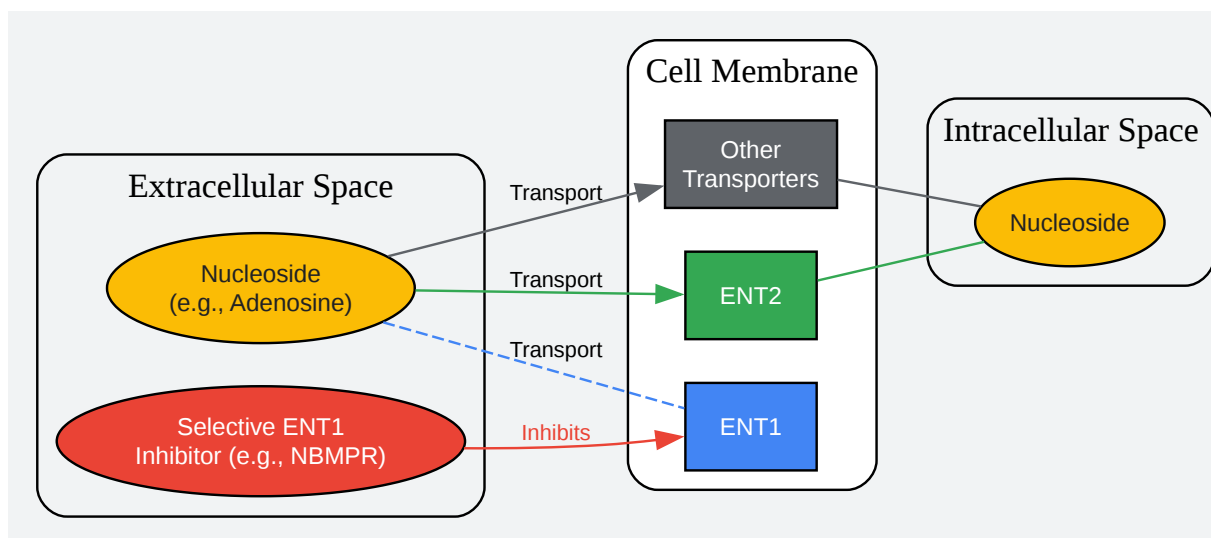 Cell Membrane
Other
Transporters
Intracellular Space
Nucleoside
Extracellular Space
Transport
Nucleoside
(e.g., Adenosine)
Transport
ENT2
Transport
Selective ENT1
Inhibitor (e.g., NBMPR)
Inhibits
ENT1